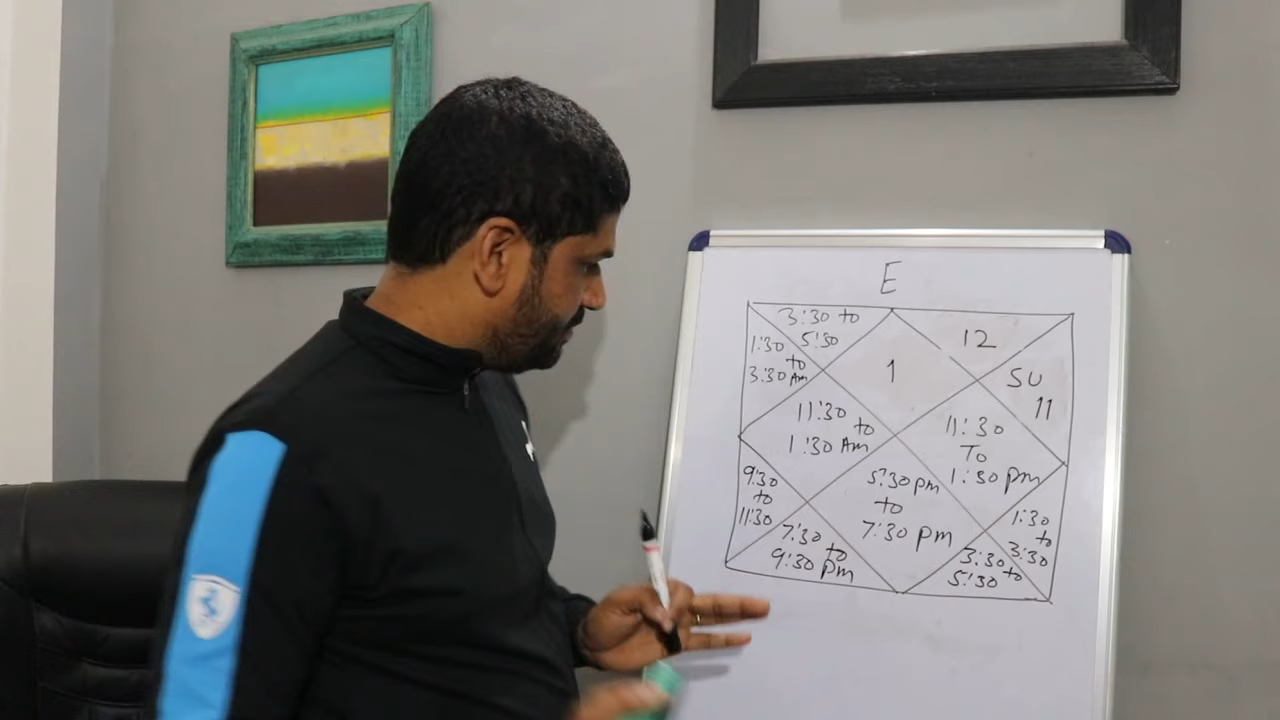 E
3:30 to
5:30
1:30
to
3:30 Am
1
12
SU
11
11:30
to
1:30 Am
11:30
To
1:30 pm
9:30
to
11:30
7:30
to
9:30 pm
5:30 pm
to
7:30 pm
3:30
to
5:30
1:30
to
3:30